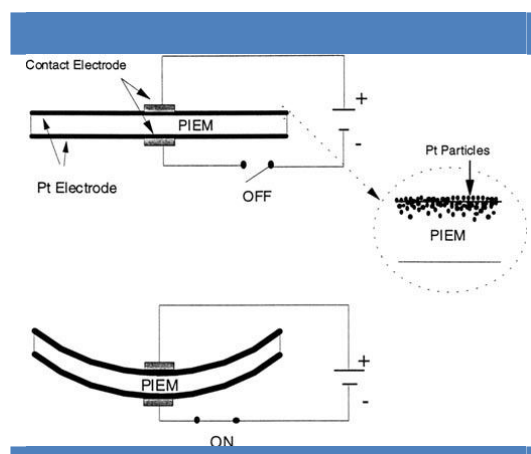 Contact Electrode
PIEM
+
-
Pt Electrode
OFF
Pt Particles
PIEM
PIEM
+
-
ON